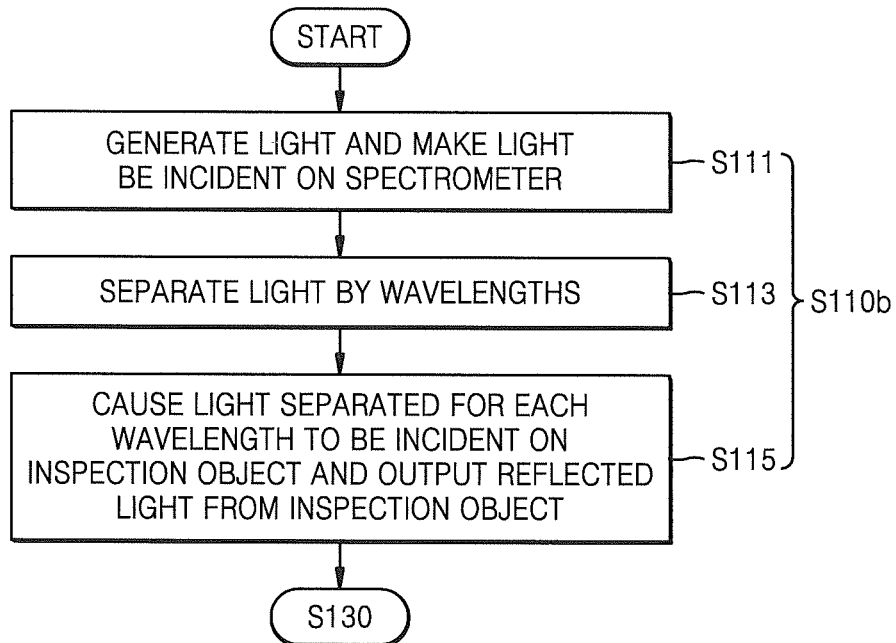 START
GENERATE LIGHT AND MAKE LIGHT
BE INCIDENT ON SPECTROMETER
S111
SEPARATE LIGHT BY WAVELENGTHS
S113
S110b
CAUSE LIGHT SEPARATED FOR EACH
WAVELENGTH TO BE INCIDENT ON
INSPECTION OBJECT AND OUTPUT REFLECTED
LIGHT FROM INSPECTION OBJECT
S115
S130